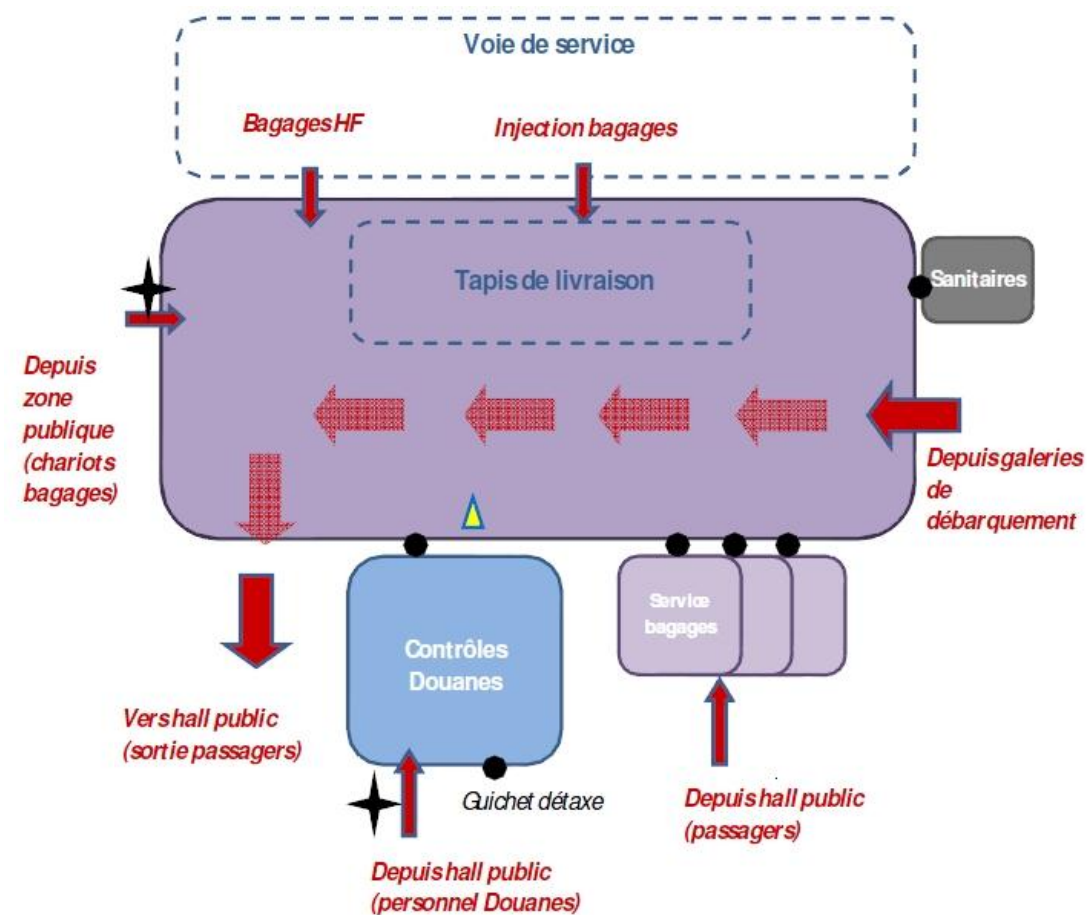 Voie de service
Bagages HF
Injection bagages
Tapis de livraison
Sanitaires
Depuis
zone
publique
(chariots
bagages)
Depuis galeries
de
débarquement
Service
bagages
Contrôles
Douanes
Vers hall public
(sortie passagers)
Guichet détaxe
Depuis hall public
(passagers)
Depuis hall public
(personnel Douanes)